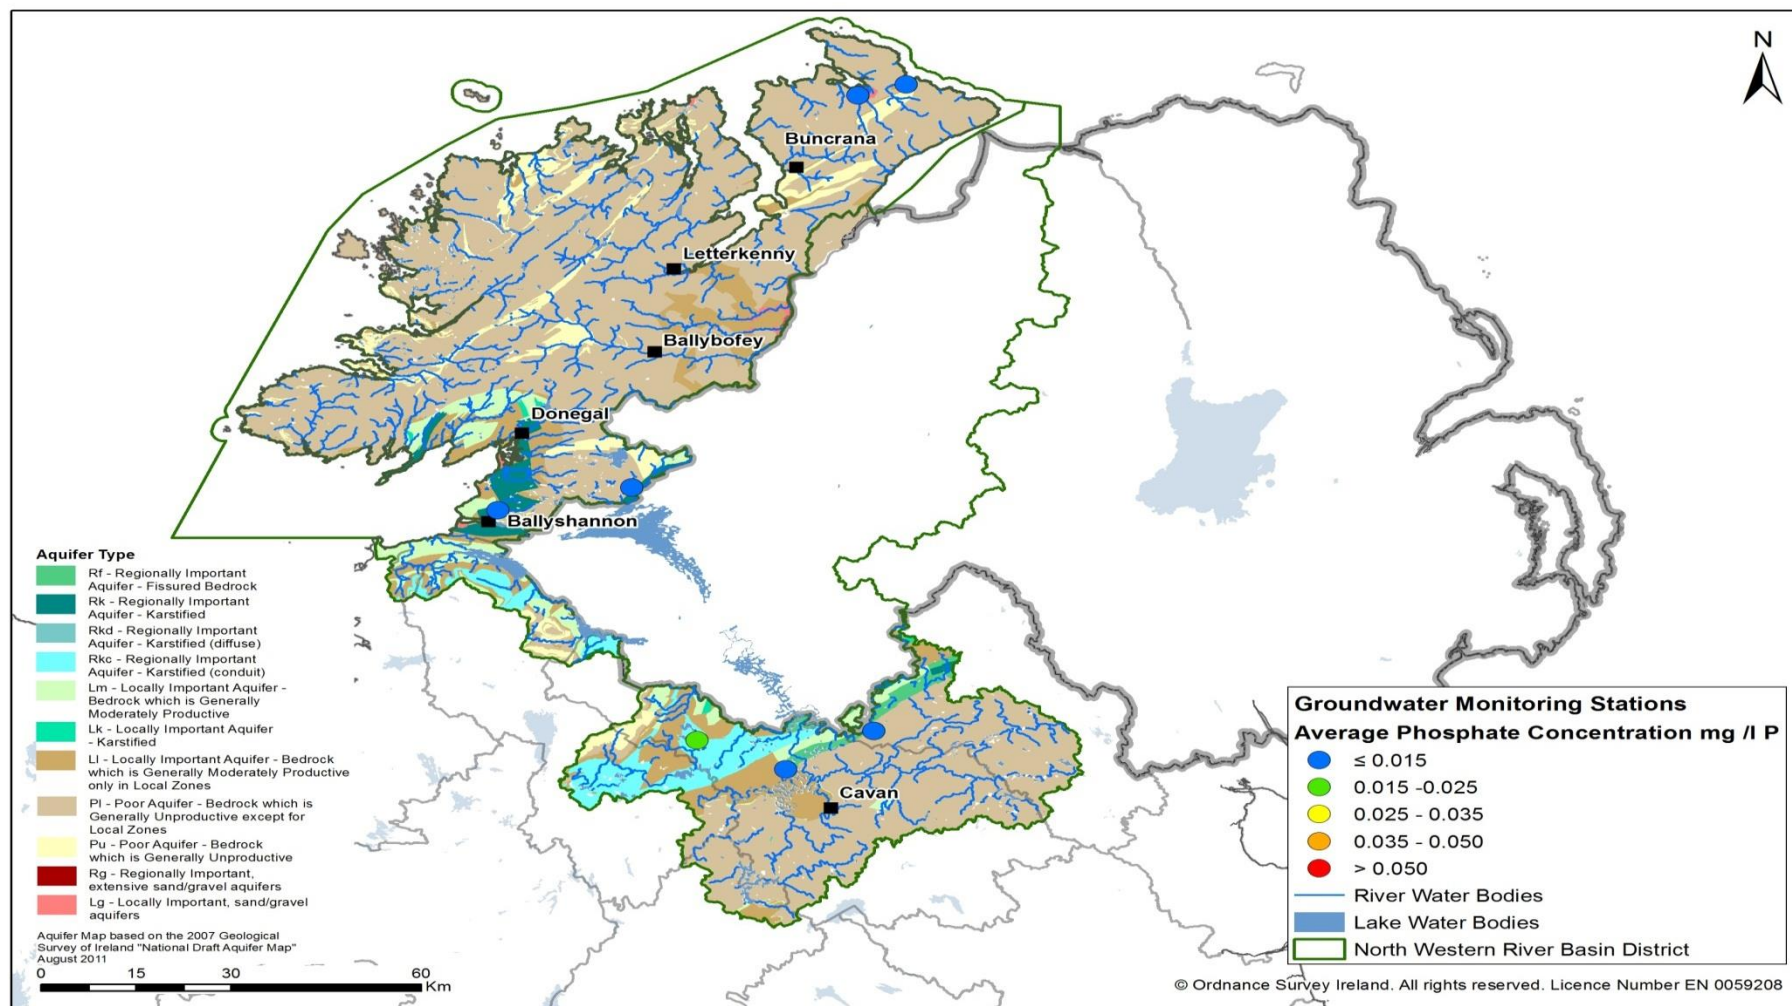 N
Buncrana
Letterkenny
Ballybofey
Donegal
Ballyshannon
Cavan
Aquifer Type
Rf - Regionally Important
Aquifer - Fissured Bedrock
Rk - Regionally Important
Aquifer - Karstified
Rkd - Regionally Important
Aquifer - Karstified (diffuse)
Rkc - Regionally Important
Aquifer - Karstified (conduit)
Lm - Locally Important Aquifer -
Bedrock which is Generally
Moderately Productive
Lk - Locally Important Aquifer
- Karstified
Ll - Locally Important Aquifer - Bedrock
which is Generally Moderately Productive
only in Local Zones
Pl - Poor Aquifer - Bedrock which is
Generally Unproductive except for
Local Zones
Pu - Poor Aquifer - Bedrock
which is Generally Unproductive
Rg - Regionally Important,
extensive sand/gravel aquifers
Lg - Locally Important, sand/gravel
aquifers
Aquifer Map based on the 2007 Geological
Survey of Ireland "National Draft Aquifer Map"
August 2011
0 15 30 60
Km
Groundwater Monitoring Stations
Average Phosphate Concentration mg /l P
≤ 0.015
0.015 -0.025
0.025 - 0.035
0.035 - 0.050
> 0.050
River Water Bodies
Lake Water Bodies
North Western River Basin District
© Ordnance Survey Ireland. All rights reserved. Licence Number EN 0059208